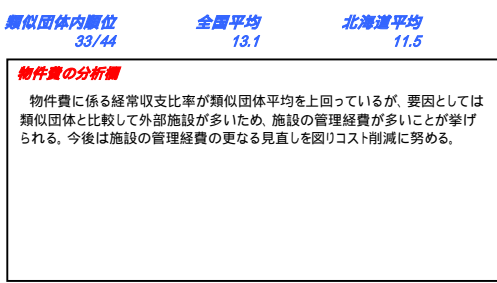 類似団体内順位 全国平均 北海道平均
33/44 13.1 11.5
物件費の分析欄
物件費に係る経常収支比率が類似団体平均を上回っているが、要因としては
類似団体と比較して外部施設が多いため、施設の管理経費が多いことが挙げ
られる。今後は施設の管理経費の更なる見直しを図りコスト削減に努める。